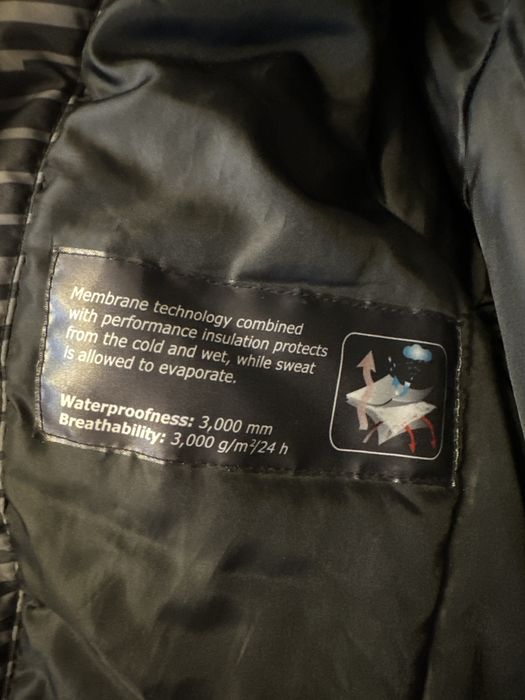 Membrane technology combined
with performance insulation protects
from the cold and wet, while sweat
is allowed to evaporate.
Waterproofness: 3,000 mm
Breathability: 3,000 g/m²/24 h